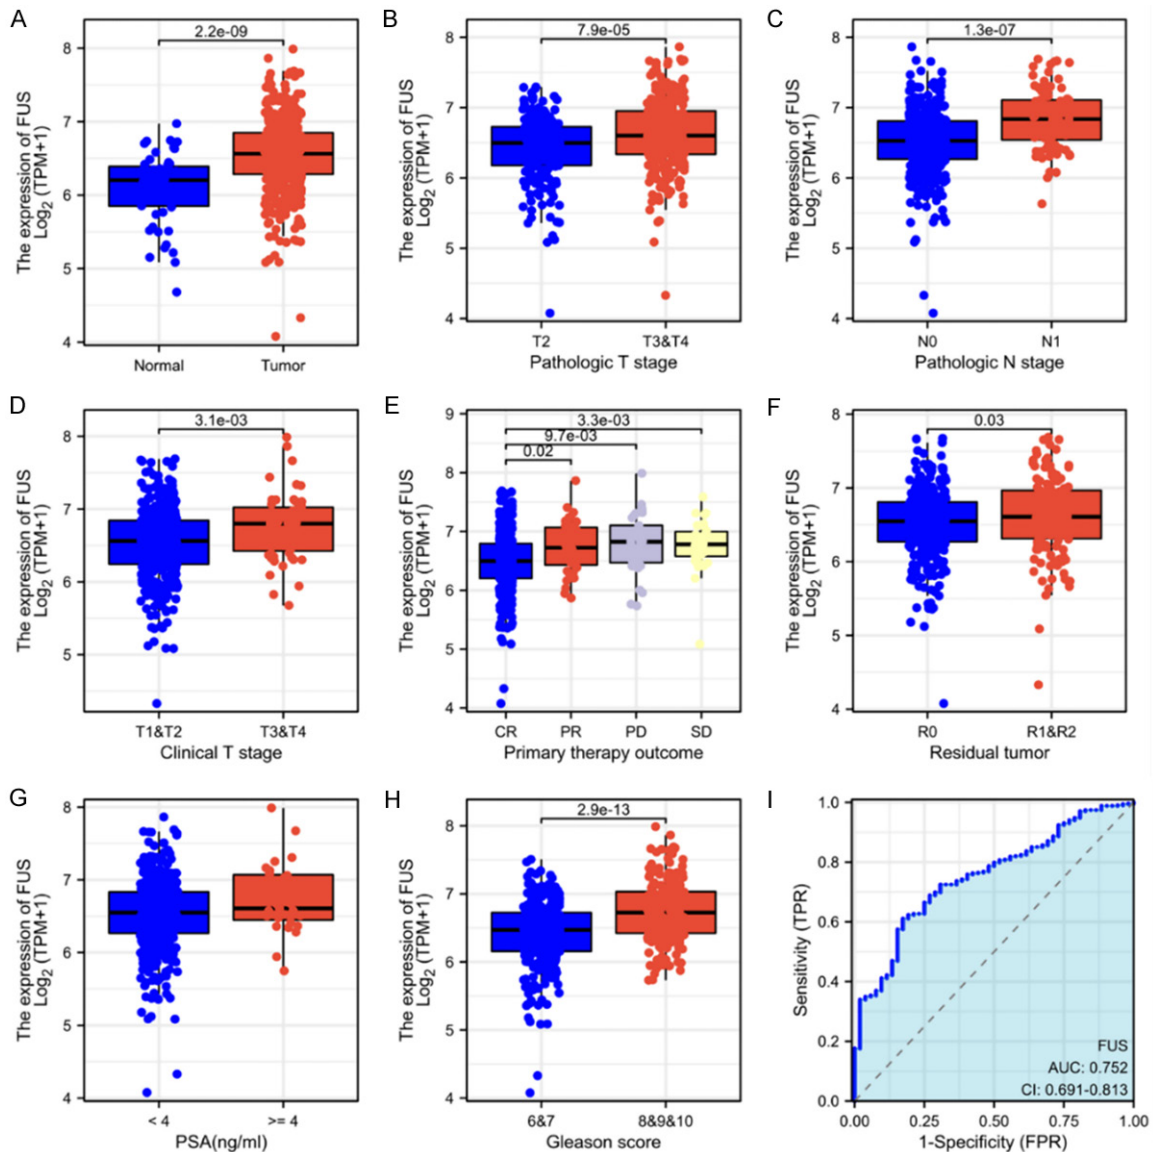 A
The expression of FUS
Log2 (TPM+1)
8
7
6
5
4
2.2e-09
Normal
Tumor
B
The expression of FUS
Log2 (TPM+1)
8
7
6
5
4
7.9e-05
T2
T3&T4
Pathologic T stage
C
The expression of FUS
Log2 (TPM+1)
8
7
6
5
4
1.3e-07
N0
N1
Pathologic N stage
D
The expression of FUS
Log2 (TPM+1)
8
7
6
5
3.1e-03
T1&T2
T3&T4
Clinical T stage
E
The expression of FUS
Log2 (TPM+1)
9
8
7
6
5
4
3.3e-03
9.7e-03
0.02
CR
PR
PD
SD
Primary therapy outcome
F
The expression of FUS
Log2 (TPM+1)
8
7
6
5
4
0.03
R0
R1&R2
Residual tumor
G
The expression of FUS
Log2 (TPM+1)
8
7
6
5
4
< 4
>= 4
PSA(ng/ml)
H
The expression of FUS
Log2 (TPM+1)
8
7
6
5
4
2.9e-13
6&7
8&9&10
Gleason score
I
Sensitivity (TPR)
1.0
0.8
0.6
0.4
0.2
0.0
FUS
AUC: 0.752
CI: 0.691-0.813
0.00
0.25
0.50
0.75
1.00
1-Specificity (FPR)